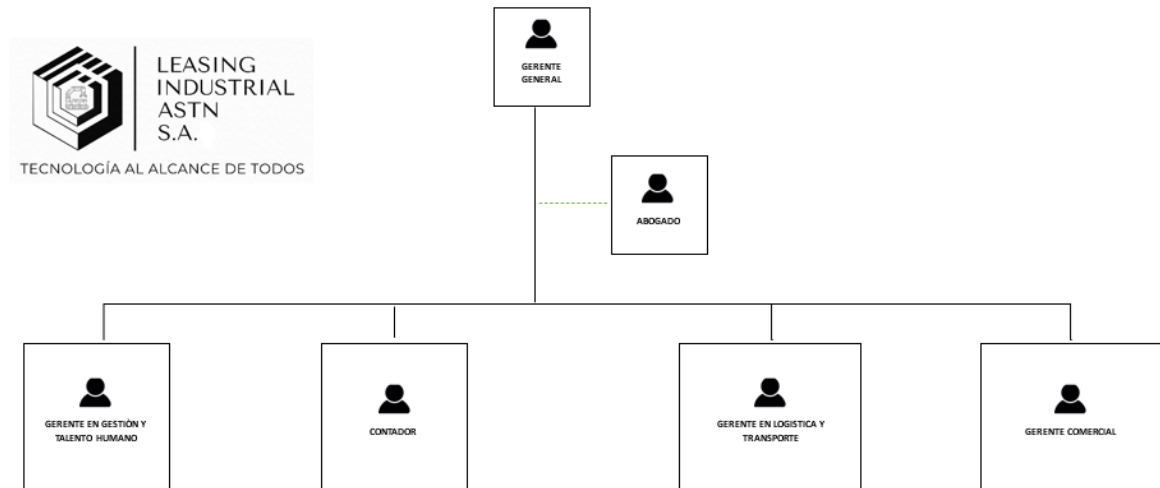 LEASING
INDUSTRIAL
ASTN
S.A.
TECNOLOGÍA AL ALCANCE DE TODOS
GERENTE
GENERAL
ABOGADO
GERENTE EN GESTIÒN Y
TALENTO HUMANO
CONTADOR
GERENTE EN LOGISTICA Y
TRANSPORTE
GERENTE COMERCIAL